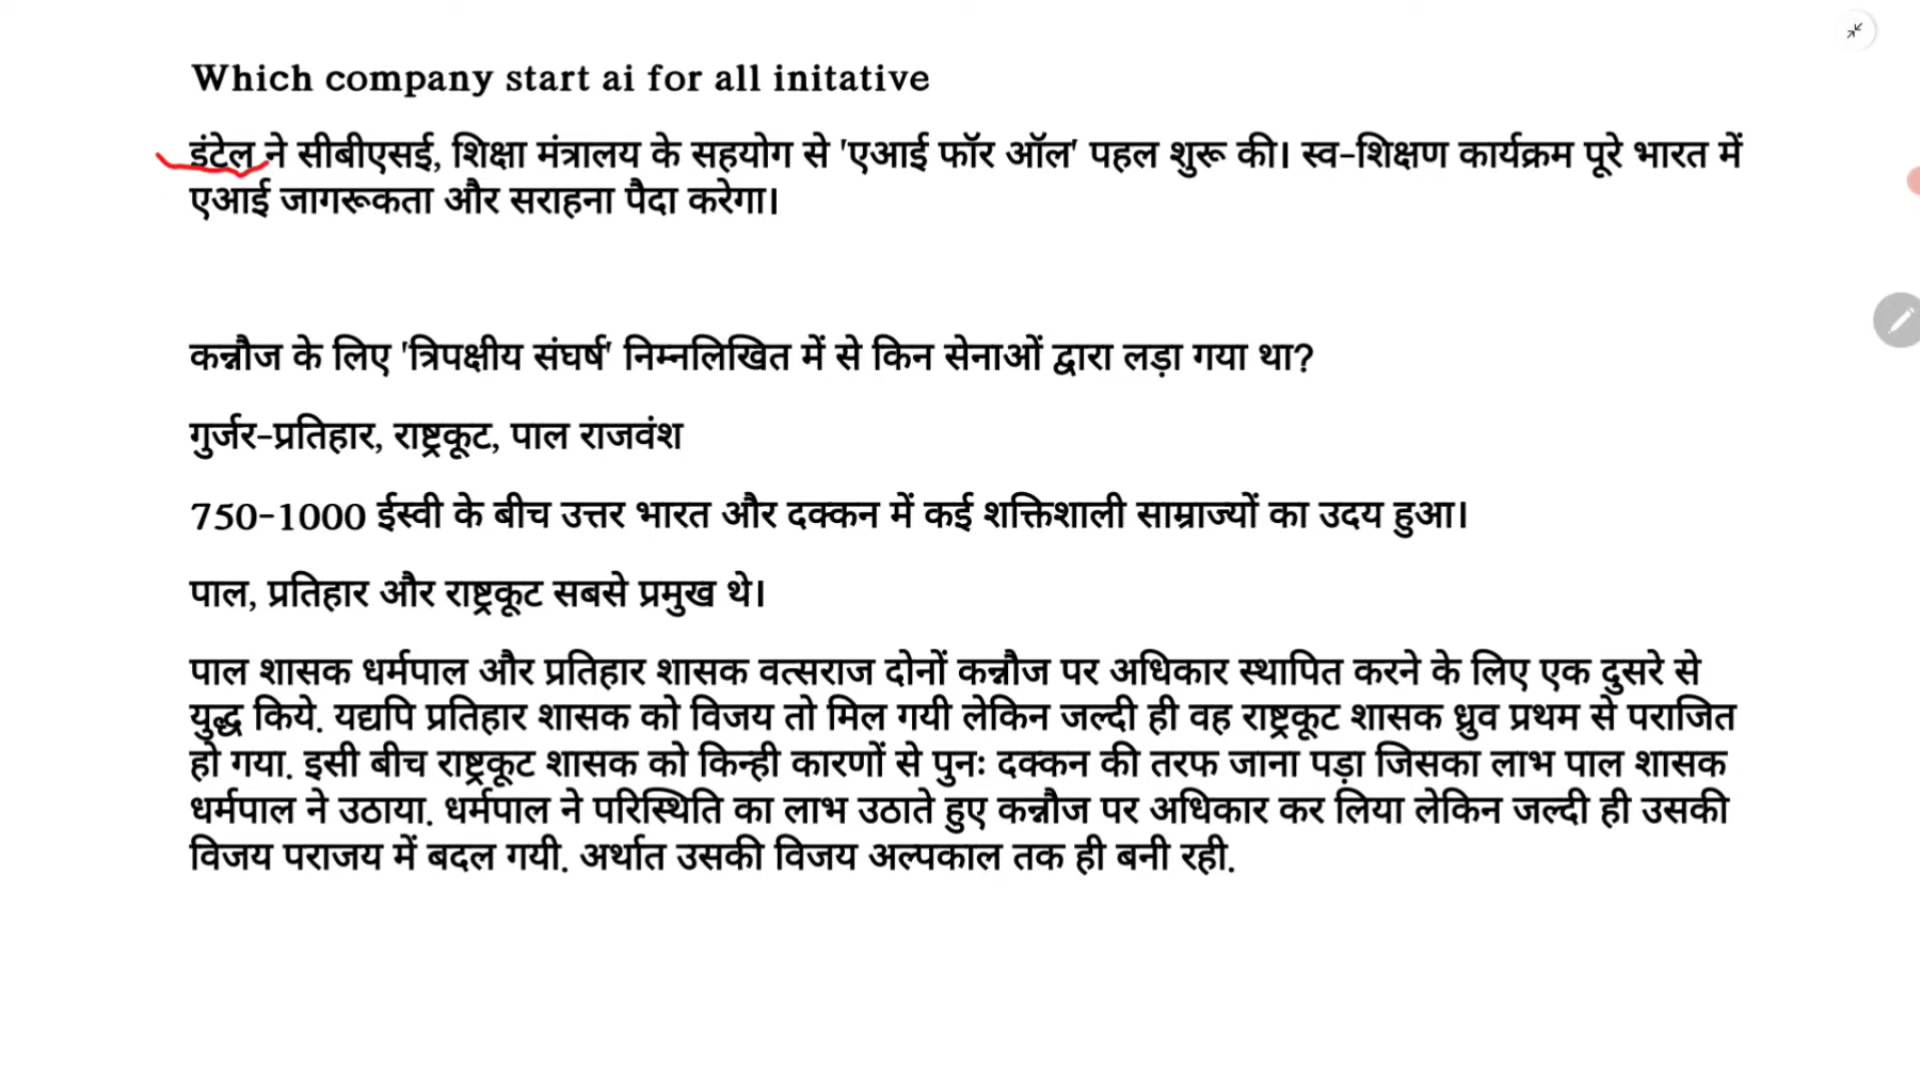 Which company start ai for all initative
इंटेल ने सीबीएसई, शिक्षा मंत्रालय के सहयोग से 'एआई फॉर ऑल' पहल शुरू की। स्व-शिक्षण कार्यक्रम पूरे भारत में
एआई जागरूकता और सराहना पैदा करेगा।
कन्नौज के लिए 'त्रिपक्षीय संघर्ष' निम्नलिखित में से किन सेनाओं द्वारा लड़ा गया था?
गुर्जर-प्रतिहार, राष्ट्रकूट, पाल राजवंश
750-1000 ईस्वी के बीच उत्तर भारत और दक्कन में कई शक्तिशाली साम्राज्यों का उदय हुआ।
पाल, प्रतिहार और राष्ट्रकूट सबसे प्रमुख थे।
पाल शासक धर्मपाल और प्रतिहार शासक वत्सराज दोनों कन्नौज पर अधिकार स्थापित करने के लिए एक दुसरे से
युद्ध किये. यद्यपि प्रतिहार शासक को विजय तो मिल गयी लेकिन जल्दी ही वह राष्ट्रकूट शासक ध्रुव प्रथम से पराजित
हो गया. इसी बीच राष्ट्रकूट शासक को किन्ही कारणों से पुनः दक्कन की तरफ जाना पड़ा जिसका लाभ पाल शासक
धर्मपाल ने उठाया. धर्मपाल ने परिस्थिति का लाभ उठाते हुए कन्नौज पर अधिकार कर लिया लेकिन जल्दी ही उसकी
विजय पराजय में बदल गयी. अर्थात उसकी विजय अल्पकाल तक ही बनी रही.